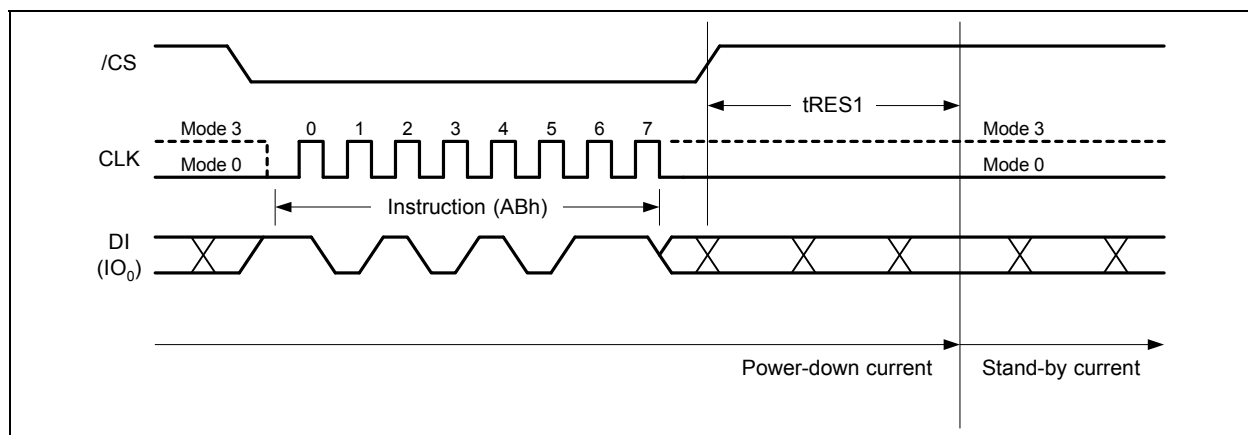 /CS
tRES1
Mode 3 0 1 2 3 4 5 6 7 Mode 3
CLK
Mode 0 Mode 0
Instruction (ABh)
DI
(IO₀)
Power-down current Stand-by current